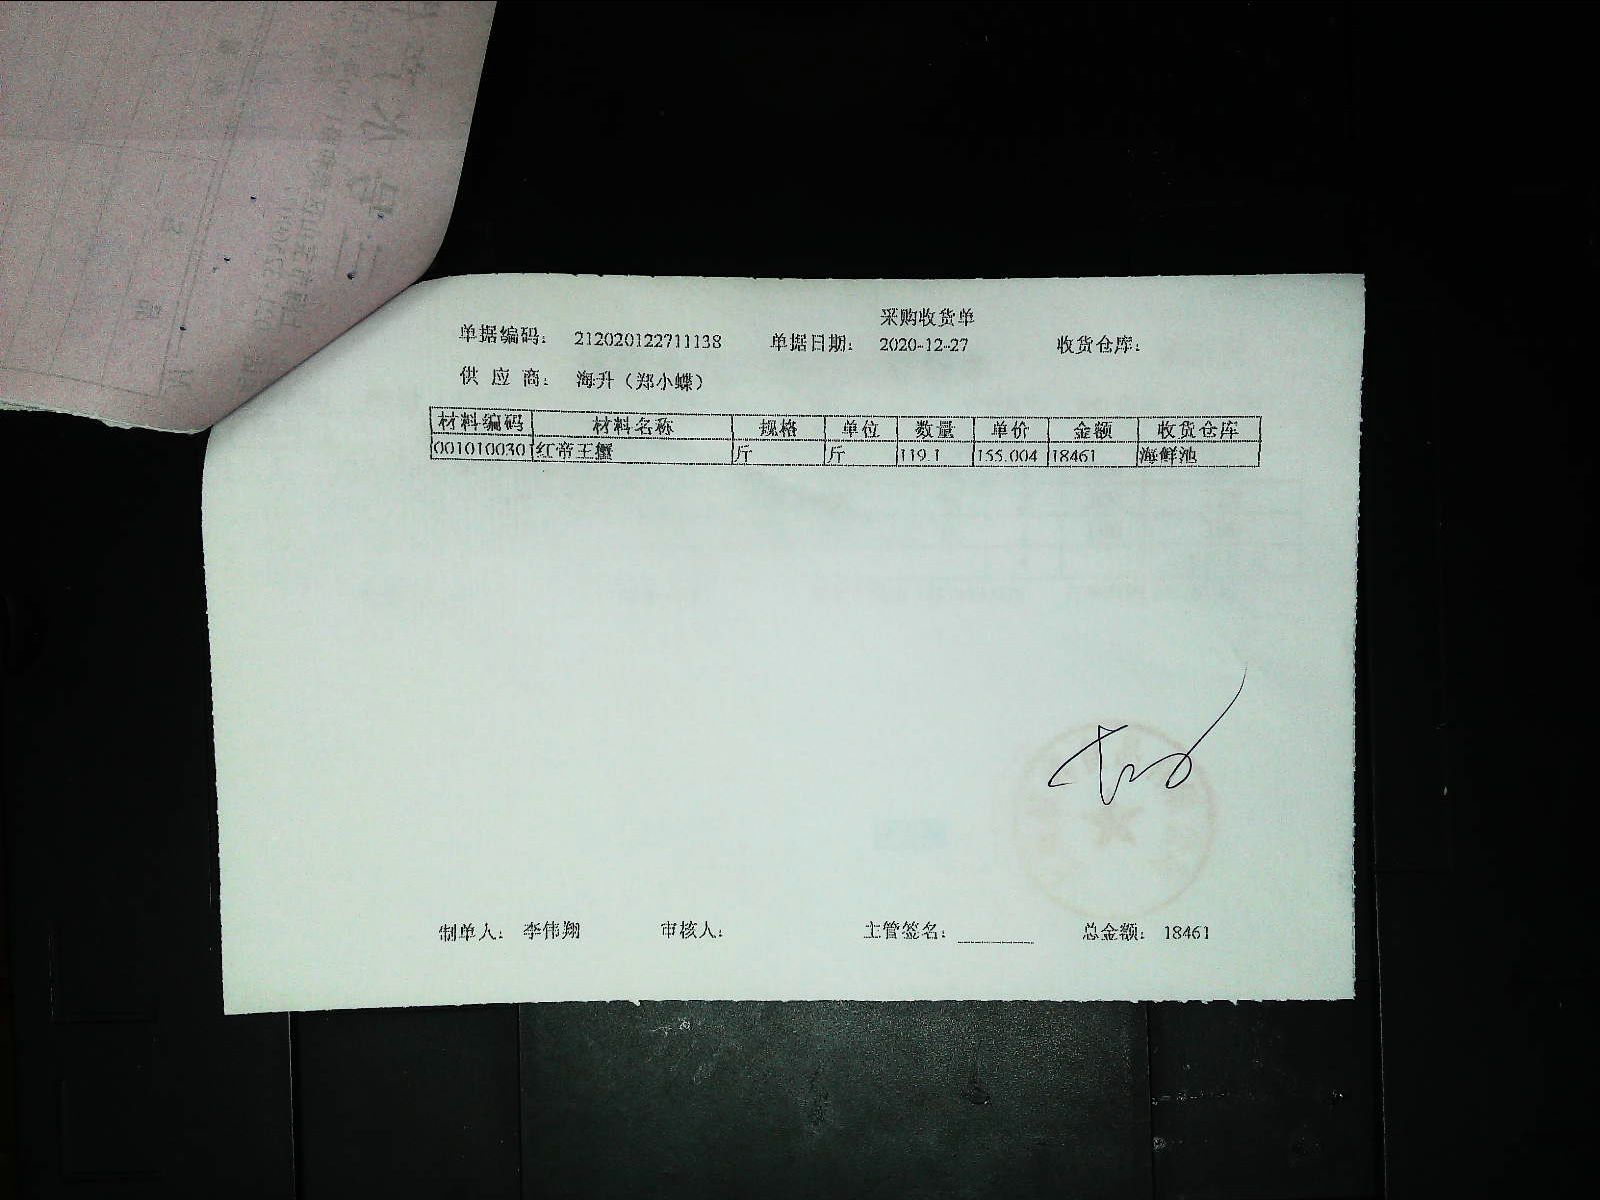 采购收货单
单据编码： 212020122711138 单据日期： 2020-12-27 收货仓库：
供 应 商： 海升（郑小蝶）
材料编码 材料名称 规格 单位 数量 单价 金额 收货仓库
001010030 红帝王蟹 斤 斤 119.1 155.004 18461 海鲜池
制单人： 李伟翔 审核人： 主管签名： 总金额： 18461